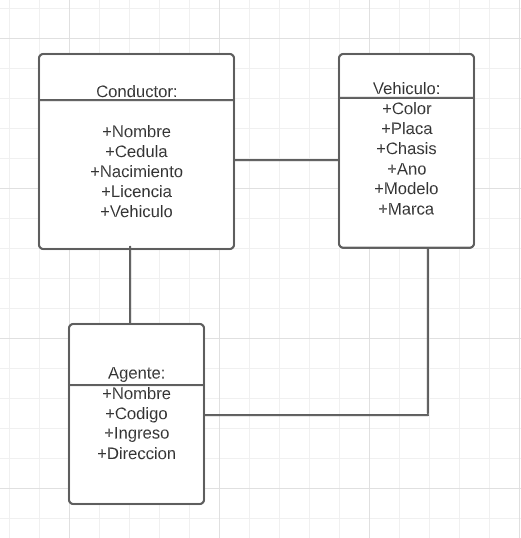 Conductor:
+Nombre
+Cedula
+Nacimiento
+Licencia
+Vehiculo
Vehiculo:
+Color
+Placa
+Chasis
+Ano
+Modelo
+Marca
Agente:
+Nombre
+Codigo
+Ingreso
+Direccion